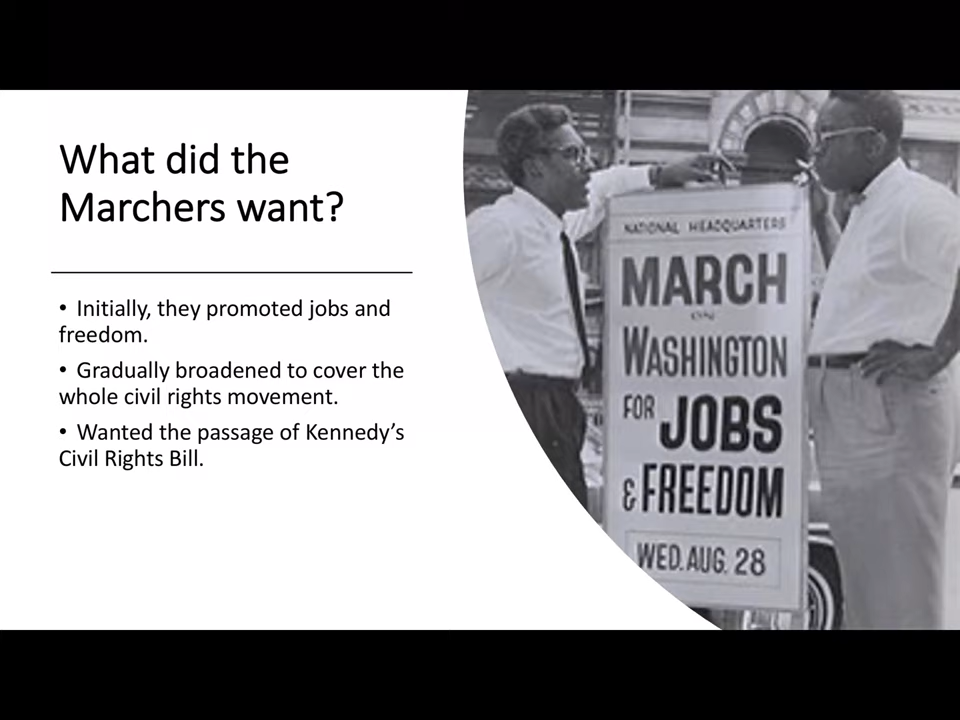 What did the
Marchers want?
• Initially, they promoted jobs and
freedom.
• Gradually broadened to cover the
whole civil rights movement.
• Wanted the passage of Kennedy’s
Civil Rights Bill.
NATIONAL HEADQUARTERS
MARCH
ON
WASHINGTON
FOR JOBS
& FREEDOM
WED. AUG. 28